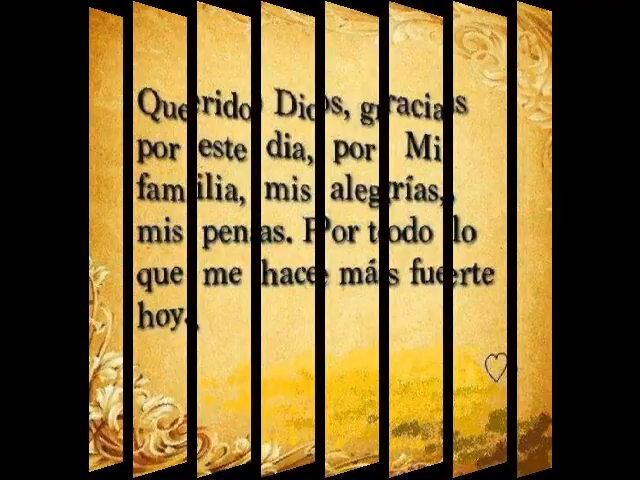 Querido Dios, gracias
por este dia, por Mi
familia, mis alegrías,
mis penas. Por todo lo
que me hace más fuerte
hoy.